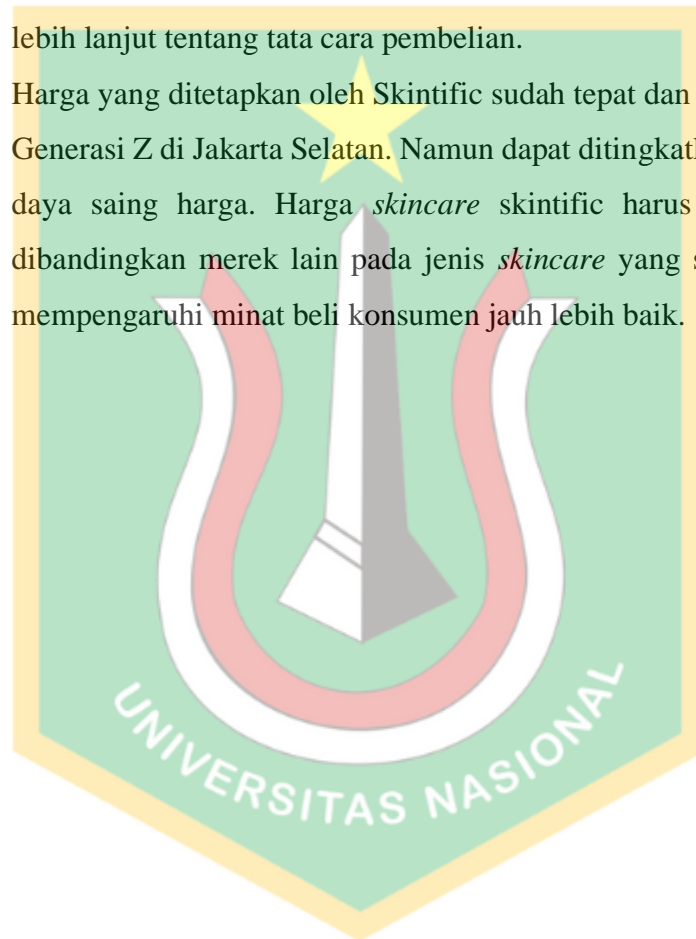 lebih lanjut tentang tata cara pembelian.
Harga yang ditetapkan oleh Skintific sudah tepat dan
Generasi Z di Jakarta Selatan. Namun dapat
daya saing harga. Harga skincare skintific harus
dibandingkan merek lain pada jenis skincare yang
mempengaruhi minat beli konsumen jauh lebih baik.
UNIVERSITAS NASIONAL